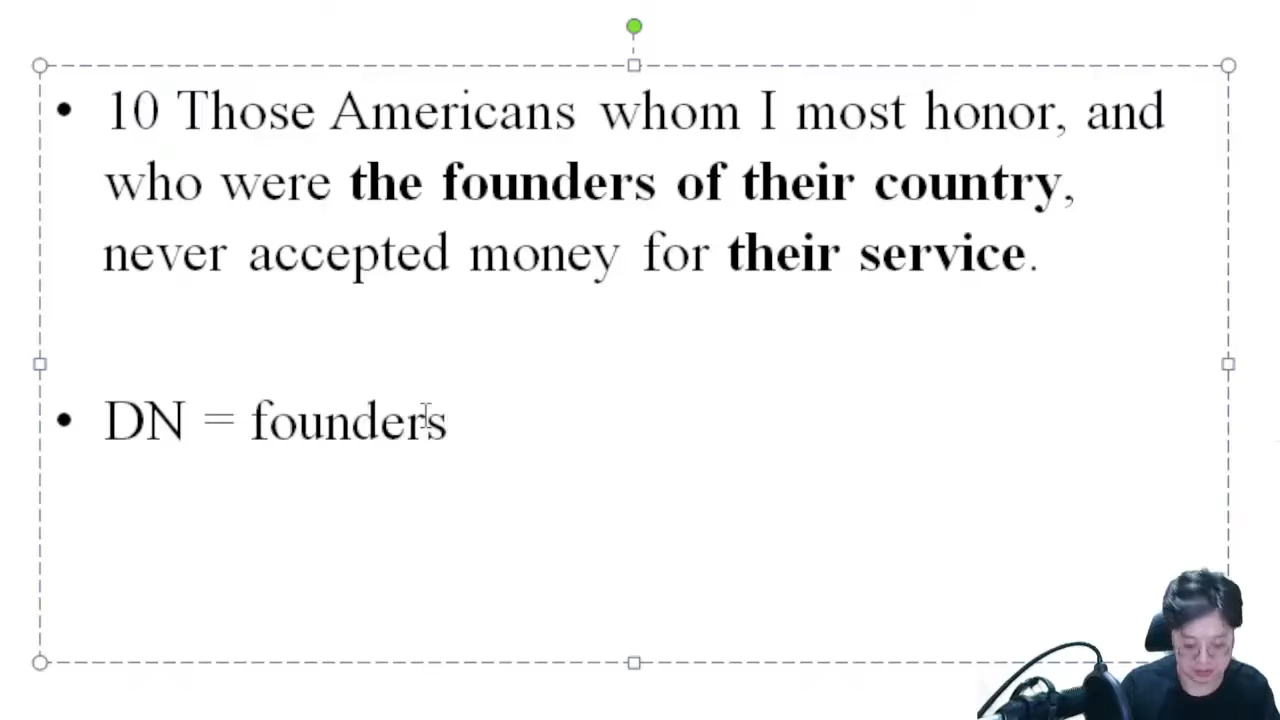 • 10 Those Americans whom I most honor, and
who were the founders of their country,
never accepted money for their service.
• DN = founders